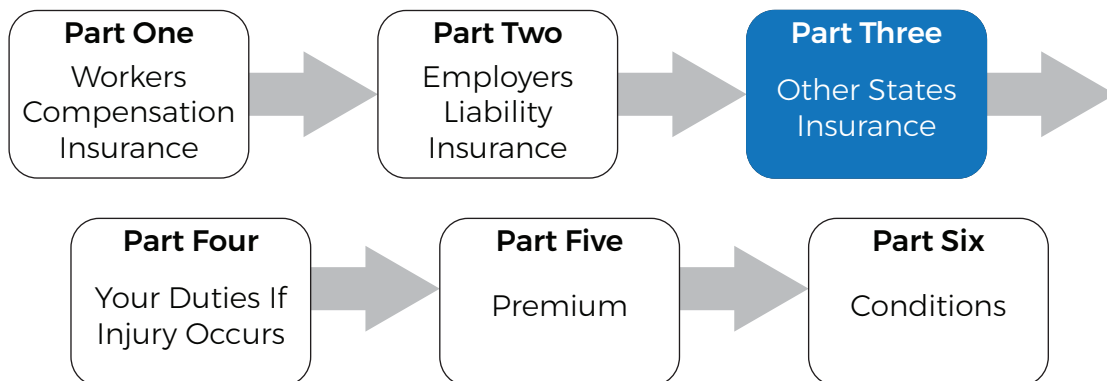 Part One
Workers
Compensation
Insurance
Part Two
Employers
Liability
Insurance
Part Three
Other States
Insurance
Part Four
Your Duties If
Injury Occurs
Part Five
Premium
Part Six
Conditions